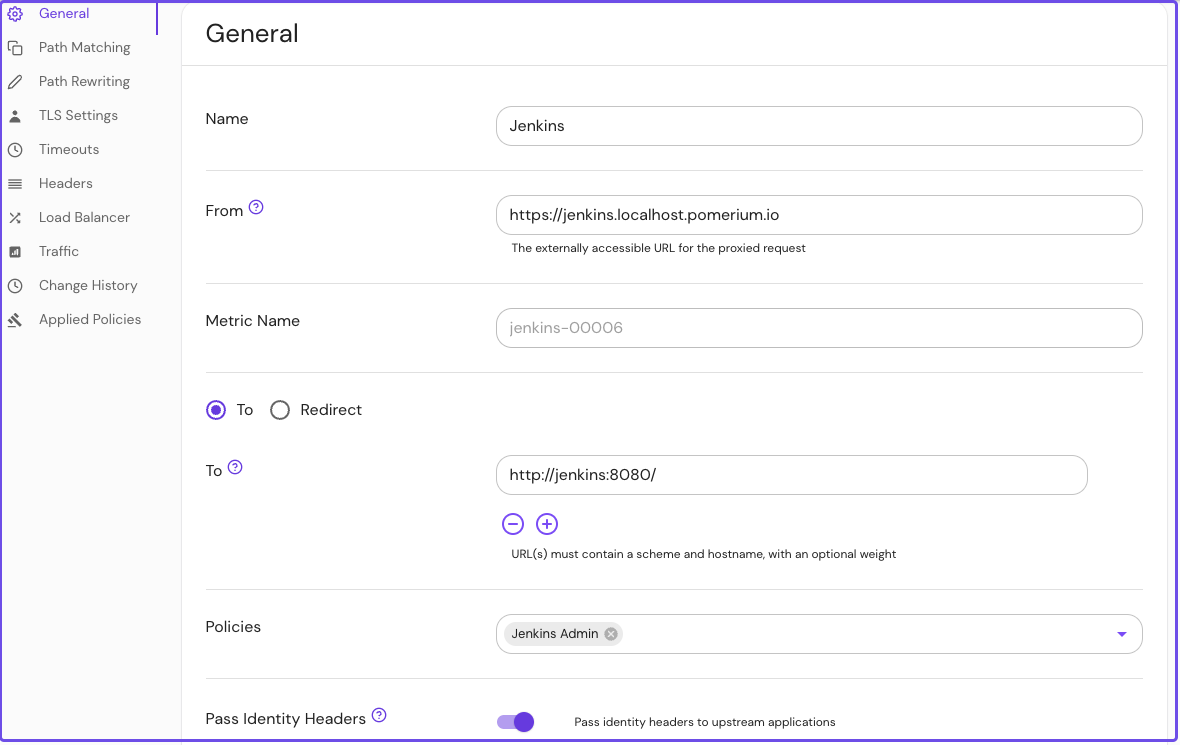 General
Path Matching
Path Rewriting
TLS Settings
Timeouts
Headers
Load Balancer
Traffic
Change History
Applied Policies
General
Name
Jenkins
From
https://jenkins.localhost.pomerium.io
The externally accessible URL for the proxied request
Metric Name
jenkins-00006
To Redirect
To
http://jenkins:8080/
URL(s) must contain a scheme and hostname, with an optional weight
Policies
Jenkins Admin
Pass Identity Headers
Pass identity headers to upstream applications